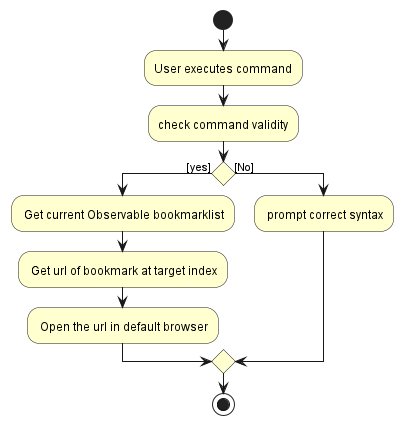 User executes command
check command validity
[yes]
[No]
Get current Observable bookmarklist
prompt correct syntax
Get url of bookmark at target index
Open the url in default browser